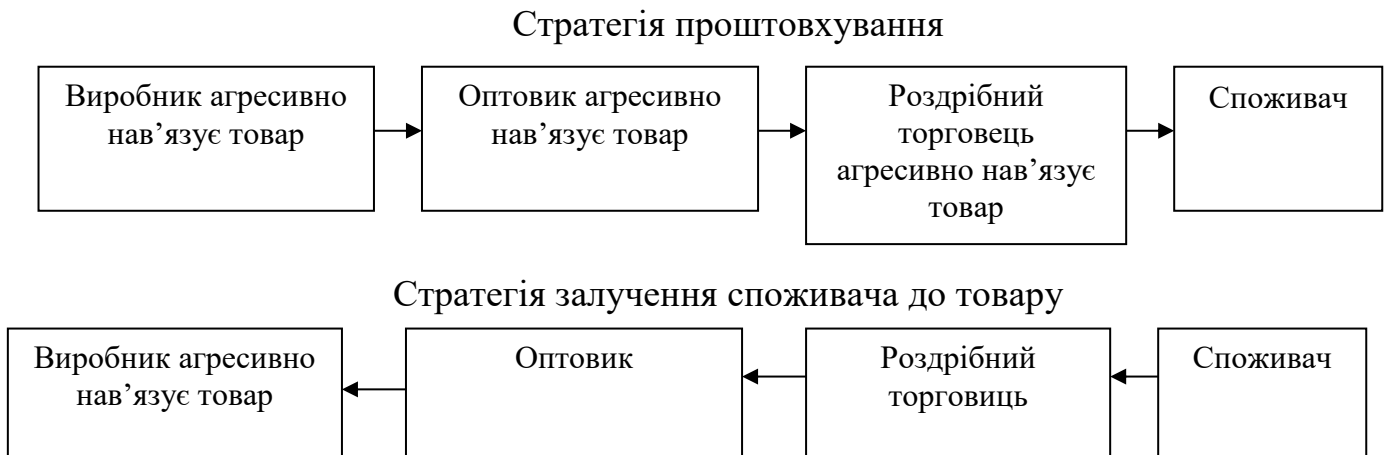 Стратегія проштовхування
Виробник агресивно
нав’язує товар
Оптовик агресивно
нав’язує товар
Роздрібний
торговець
агресивно нав’язує
товар
Споживач
Стратегія залучення споживача до товару
Виробник агресивно
нав’язує товар
Оптовик
Роздрібний
торговиць
Споживач